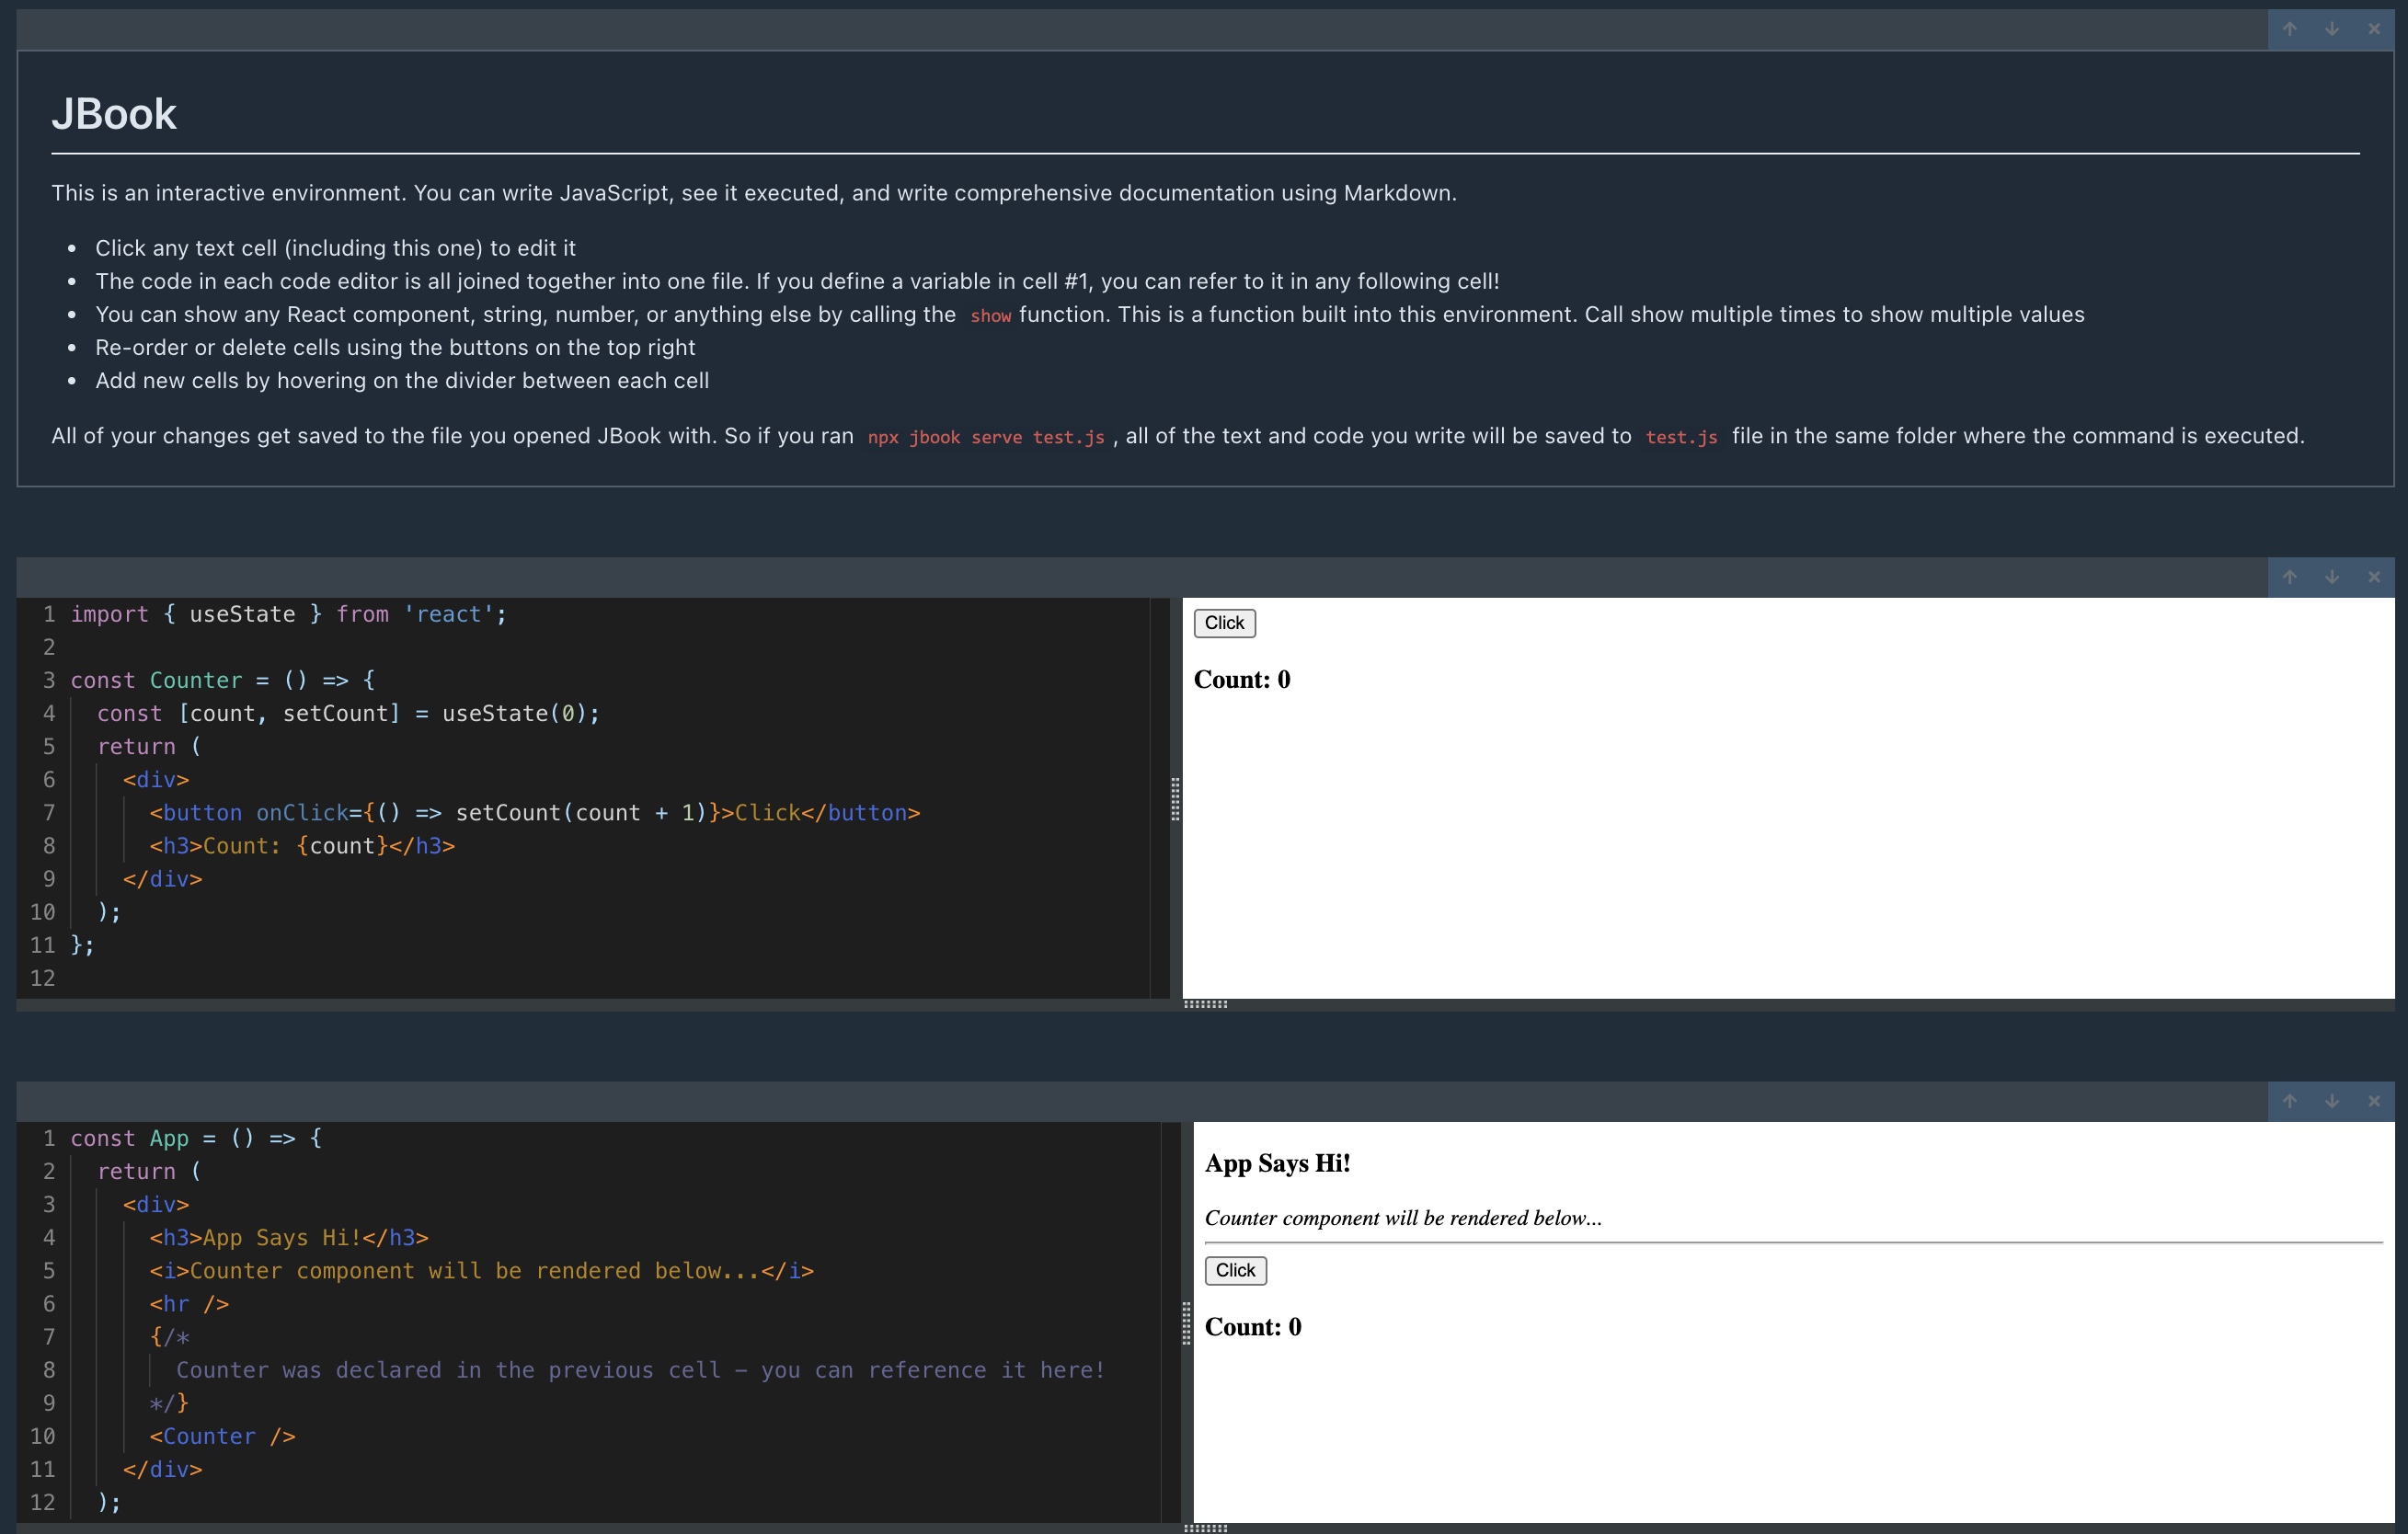 JBook
This is an interactive environment. You can write JavaScript, see it executed, and write comprehensive documentation using Markdown.
• Click any text cell (including this one) to edit it
• The code in each code editor is all joined together into one file. If you define a variable in cell #1, you can refer to it in any following cell!
• You can show any React component, string, number, or anything else by calling the show function. This is a function built into this environment. Call show multiple times to show multiple values
• Re-order or delete cells using the buttons on the top right
• Add new cells by hovering on the divider between each cell
All of your changes get saved to the file you opened JBook with. So if you ran npx jbook serve test.js , all of the text and code you write will be saved to test.js file in the same folder where the command is executed.
1 import { useState } from 'react';
2
3 const Counter = () => {
4   const [count, setCount] = useState(0);
5   return (
6     <div>
7       <button onClick={() => setCount(count + 1)}>Click</button>
8       <h3>Count: {count}</h3>
9     </div>
10   );
11 };
12
Click
Count: 0
1 const App = () => {
2   return (
3     <div>
4       <h3>App Says Hi!</h3>
5       <i>Counter component will be rendered below...</i>
6       <hr />
7       {/*
8         Counter was declared in the previous cell – you can reference it here!
9       */}
10       <Counter />
11     </div>
12   );
App Says Hi!
Counter component will be rendered below...
Click
Count: 0